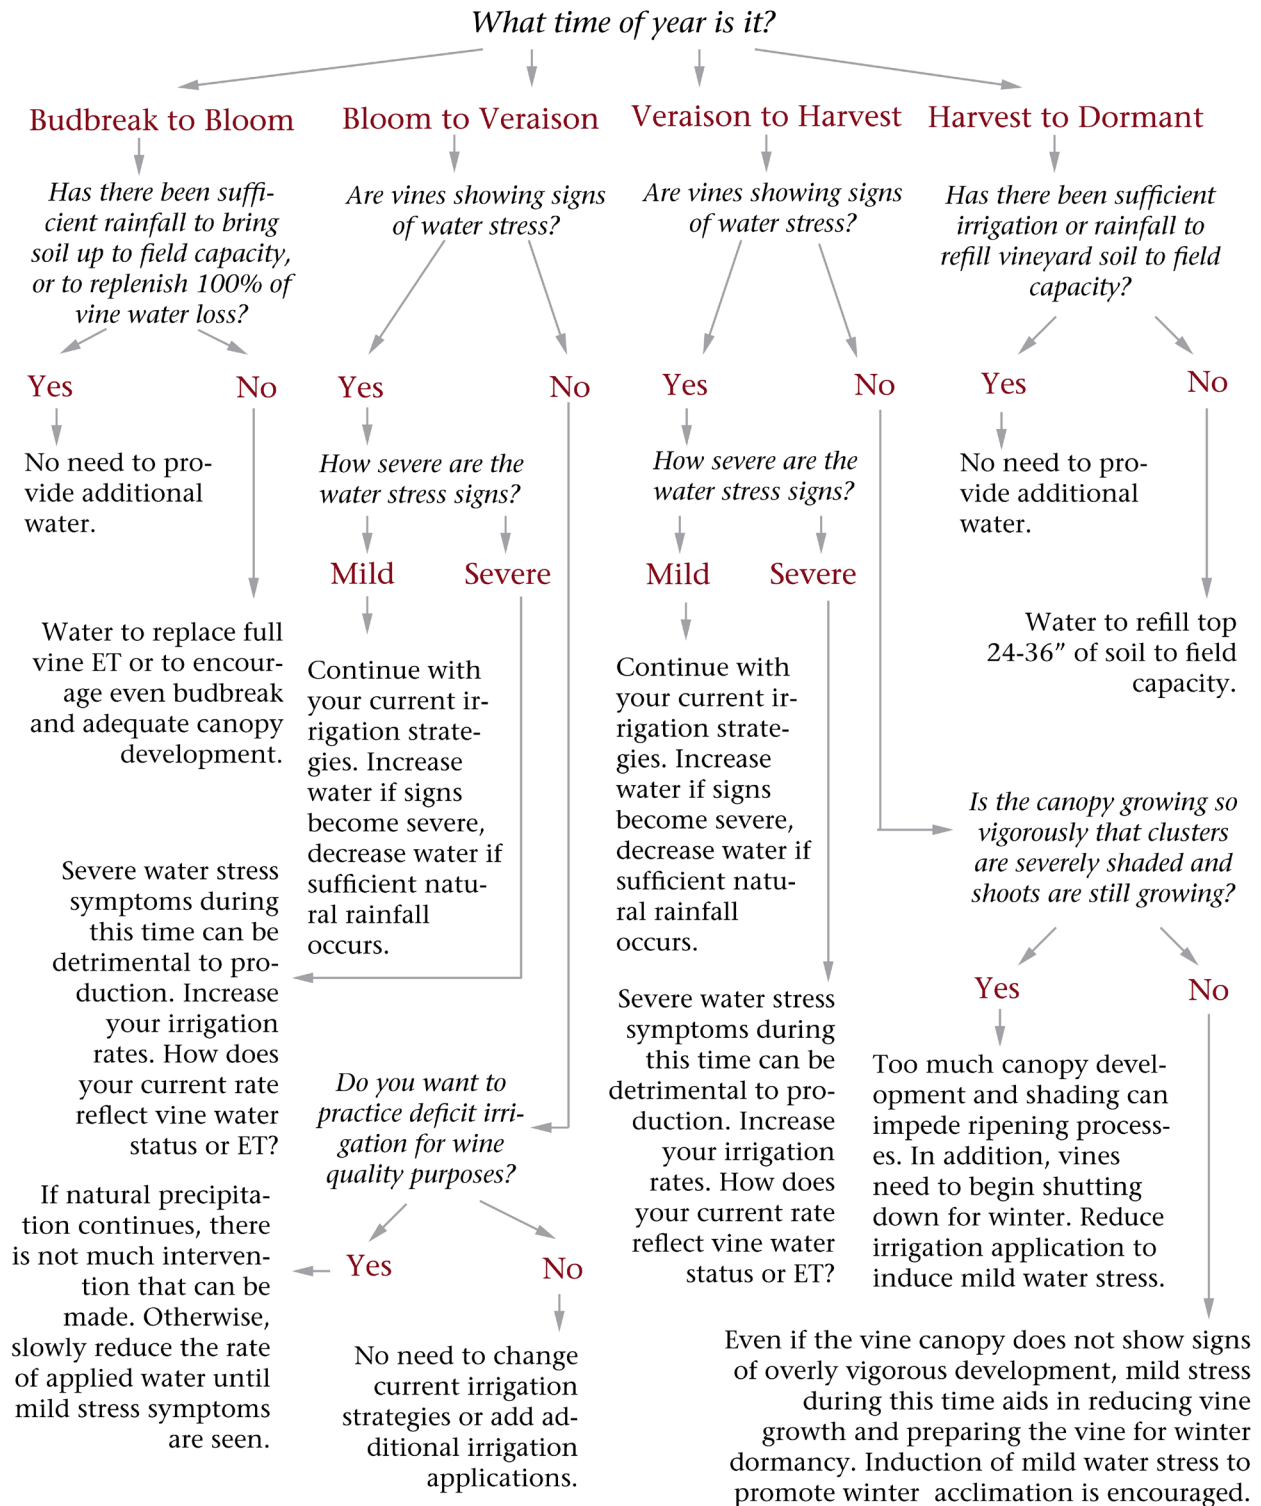 What time of year is it?
Budbreak to Bloom
Bloom to Veraison
Veraison to Harvest
Harvest to Dormant
Has there been suffi-
cient rainfall to bring
soil up to field capacity,
or to replenish 100% of
vine water loss?
Are vines showing signs
of water stress?
Are vines showing signs
of water stress?
Has there been sufficient
irrigation or rainfall to
refill vineyard soil to field
capacity?
Yes
No
Yes
No
Yes
No
Yes
No
No need to pro-
vide additional
water.
How severe are the
water stress signs?
How severe are the
water stress signs?
No need to pro-
vide additional
water.
Mild
Severe
Mild
Severe
Water to replace full
vine ET or to encour-
age even budbreak
and adequate canopy
development.
Continue with
your current ir-
rigation strate-
gies. Increase
water if signs
become severe,
decrease water if
sufficient natu-
ral rainfall
occurs.
Continue with
your current ir-
rigation strate-
gies. Increase
water if signs
become severe,
decrease water if
sufficient natu-
ral rainfall
occurs.
Water to refill top
24-36” of soil to field
capacity.
Is the canopy growing so
vigorously that clusters
are severely shaded and
shoots are still growing?
Severe water stress
symptoms during
this time can be
detrimental to pro-
duction. Increase
your irrigation
rates. How does
your current rate
reflect vine water
status or ET?
Severe water stress
symptoms during
this time can be
detrimental to pro-
duction. Increase
your irrigation
rates. How does
your current rate
reflect vine water
status or ET?
Yes
No
Do you want to
practice deficit irri-
gation for wine
quality purposes?
Too much canopy devel-
opment and shading can
impede ripening process-
es. In addition, vines
need to begin shutting
down for winter. Reduce
irrigation application to
induce mild water stress.
If natural precipita-
tion continues, there
is not much interven-
tion that can be
made. Otherwise,
slowly reduce the rate
of applied water until
mild stress symptoms
are seen.
Yes
No
No need to change
current irrigation
strategies or add ad-
ditional irrigation
applications.
Even if the vine canopy does not show signs
of overly vigorous development, mild stress
during this time aids in reducing vine
growth and preparing the vine for winter
dormancy. Induction of mild water stress to
promote winter acclimation is encouraged.